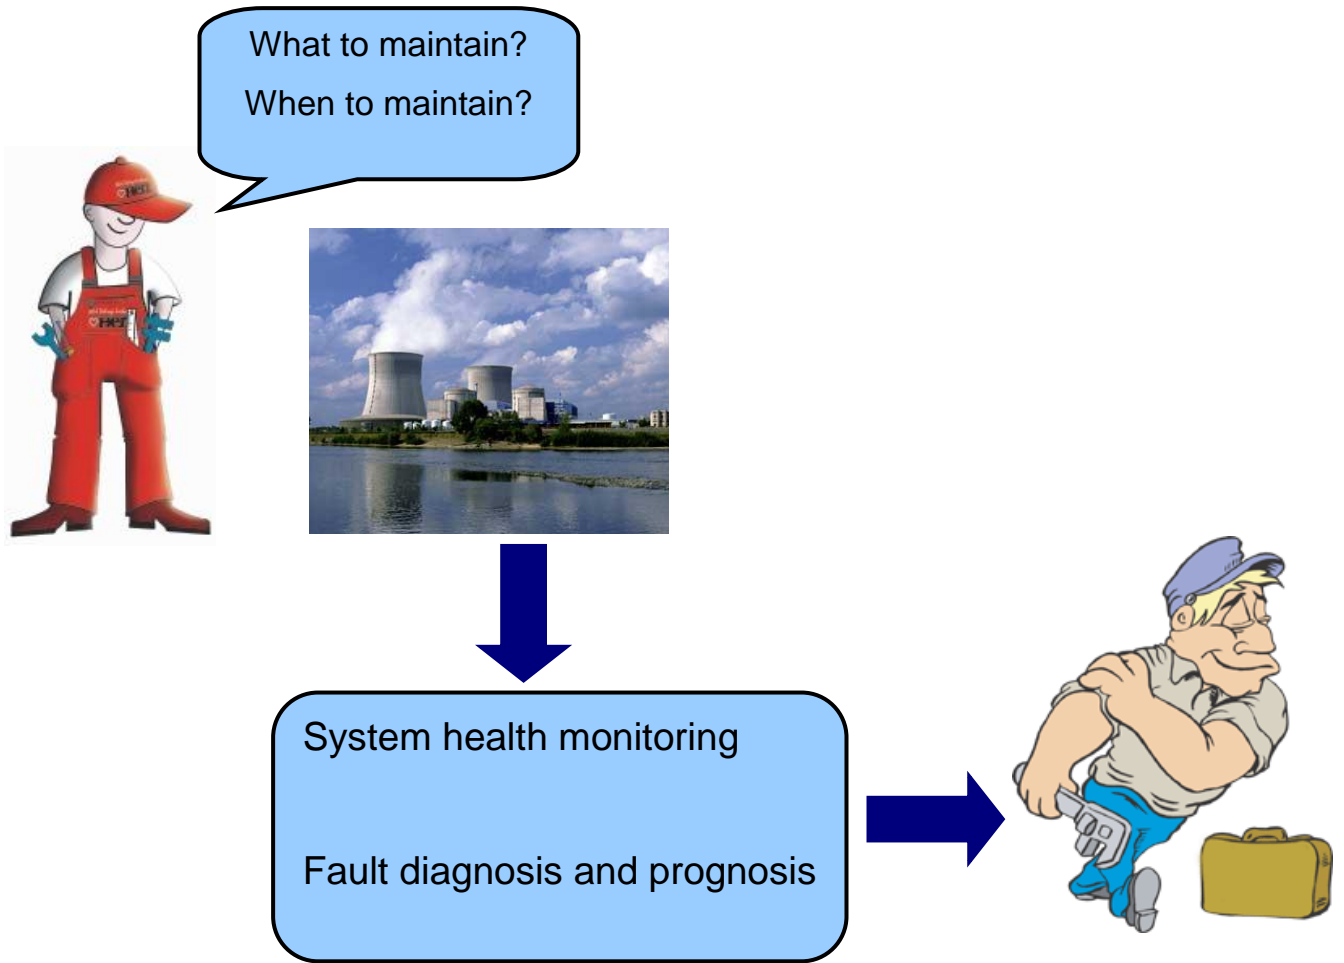 What to maintain?
When to maintain?
System health monitoring
Fault diagnosis and prognosis